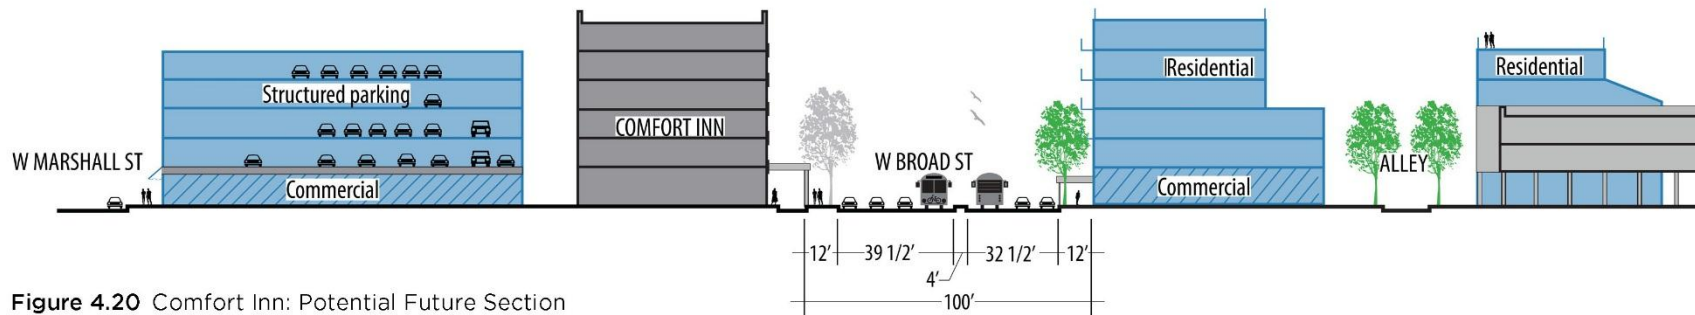 Residential
Residential
Structured parking
COMFORT INN
W MARSHALL ST
W BROAD ST
ALLEY
Commercial
Commercial
12' 39 1/2' 32 1/2' 12'
4'
100'
Figure 4.20 Comfort Inn: Potential Future Section